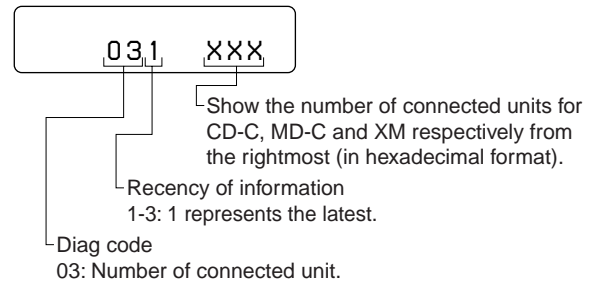 031 XXX
Show the number of connected units for
CD-C, MD-C and XM respectively from
the rightmost (in hexadecimal format).
Recency of information
1-3: 1 represents the latest.
Diag code
03: Number of connected unit.